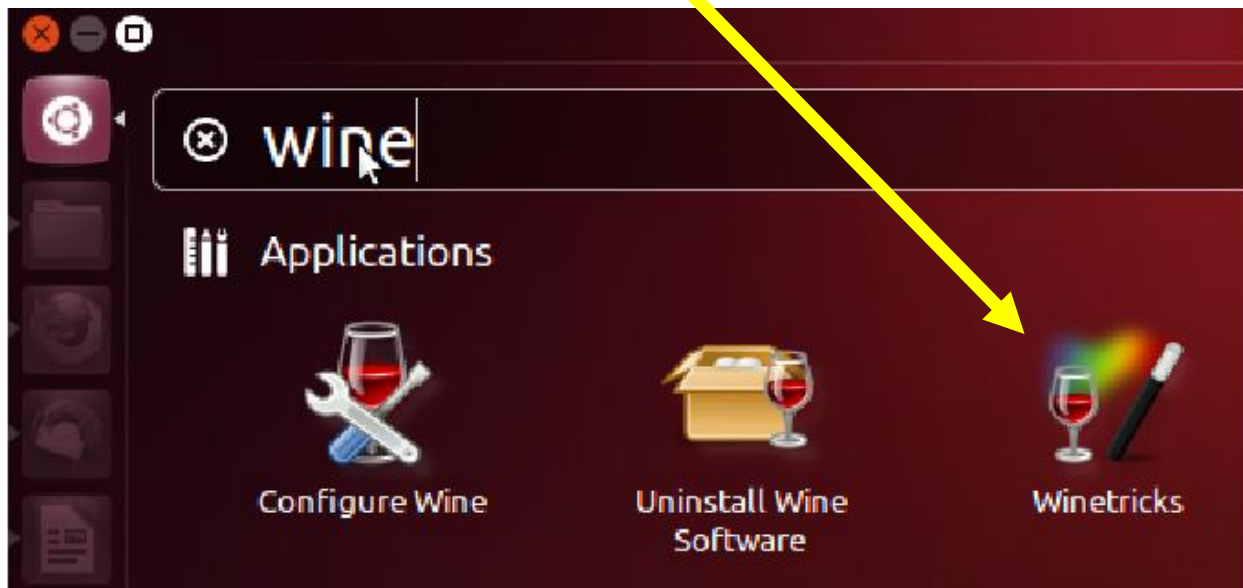 wine
Applications
Configure Wine
Uninstall Wine
Software
Winetricks